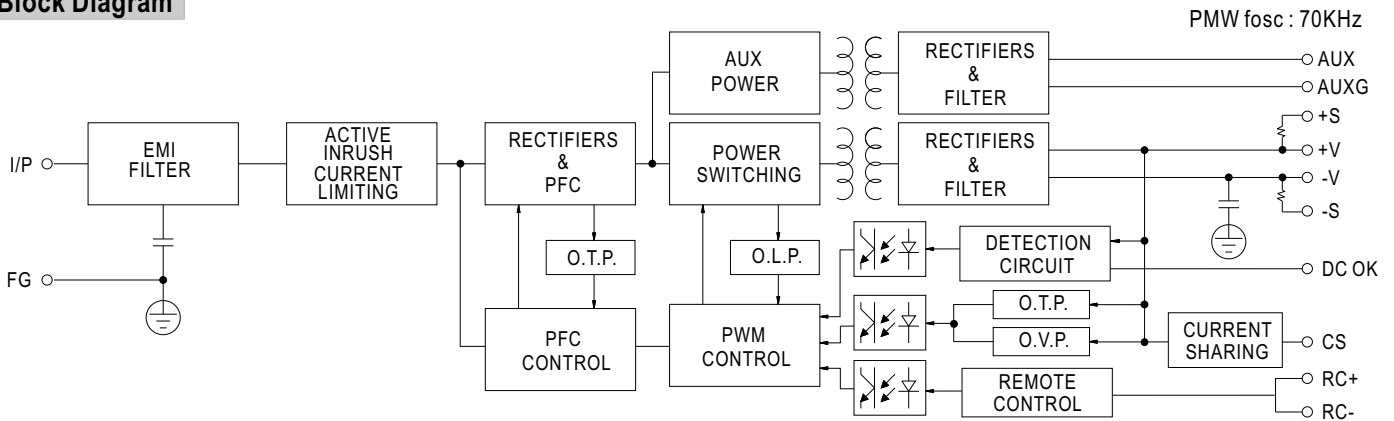 Block Diagram
PMW fosc : 70KHz
I/P
FG
EMI
FILTER
ACTIVE
INRUSH
CURRENT
LIMITING
RECTIFIERS
&
PFC
O.T.P.
PFC
CONTROL
AUX
POWER
POWER
SWITCHING
O.L.P.
PWM
CONTROL
RECTIFIERS
&
FILTER
RECTIFIERS
&
FILTER
DETECTION
CIRCUIT
O.T.P.
O.V.P.
REMOTE
CONTROL
CURRENT
SHARING
AUX
AUXG
+S
+V
-V
-S
DC OK
CS
RC+
RC-